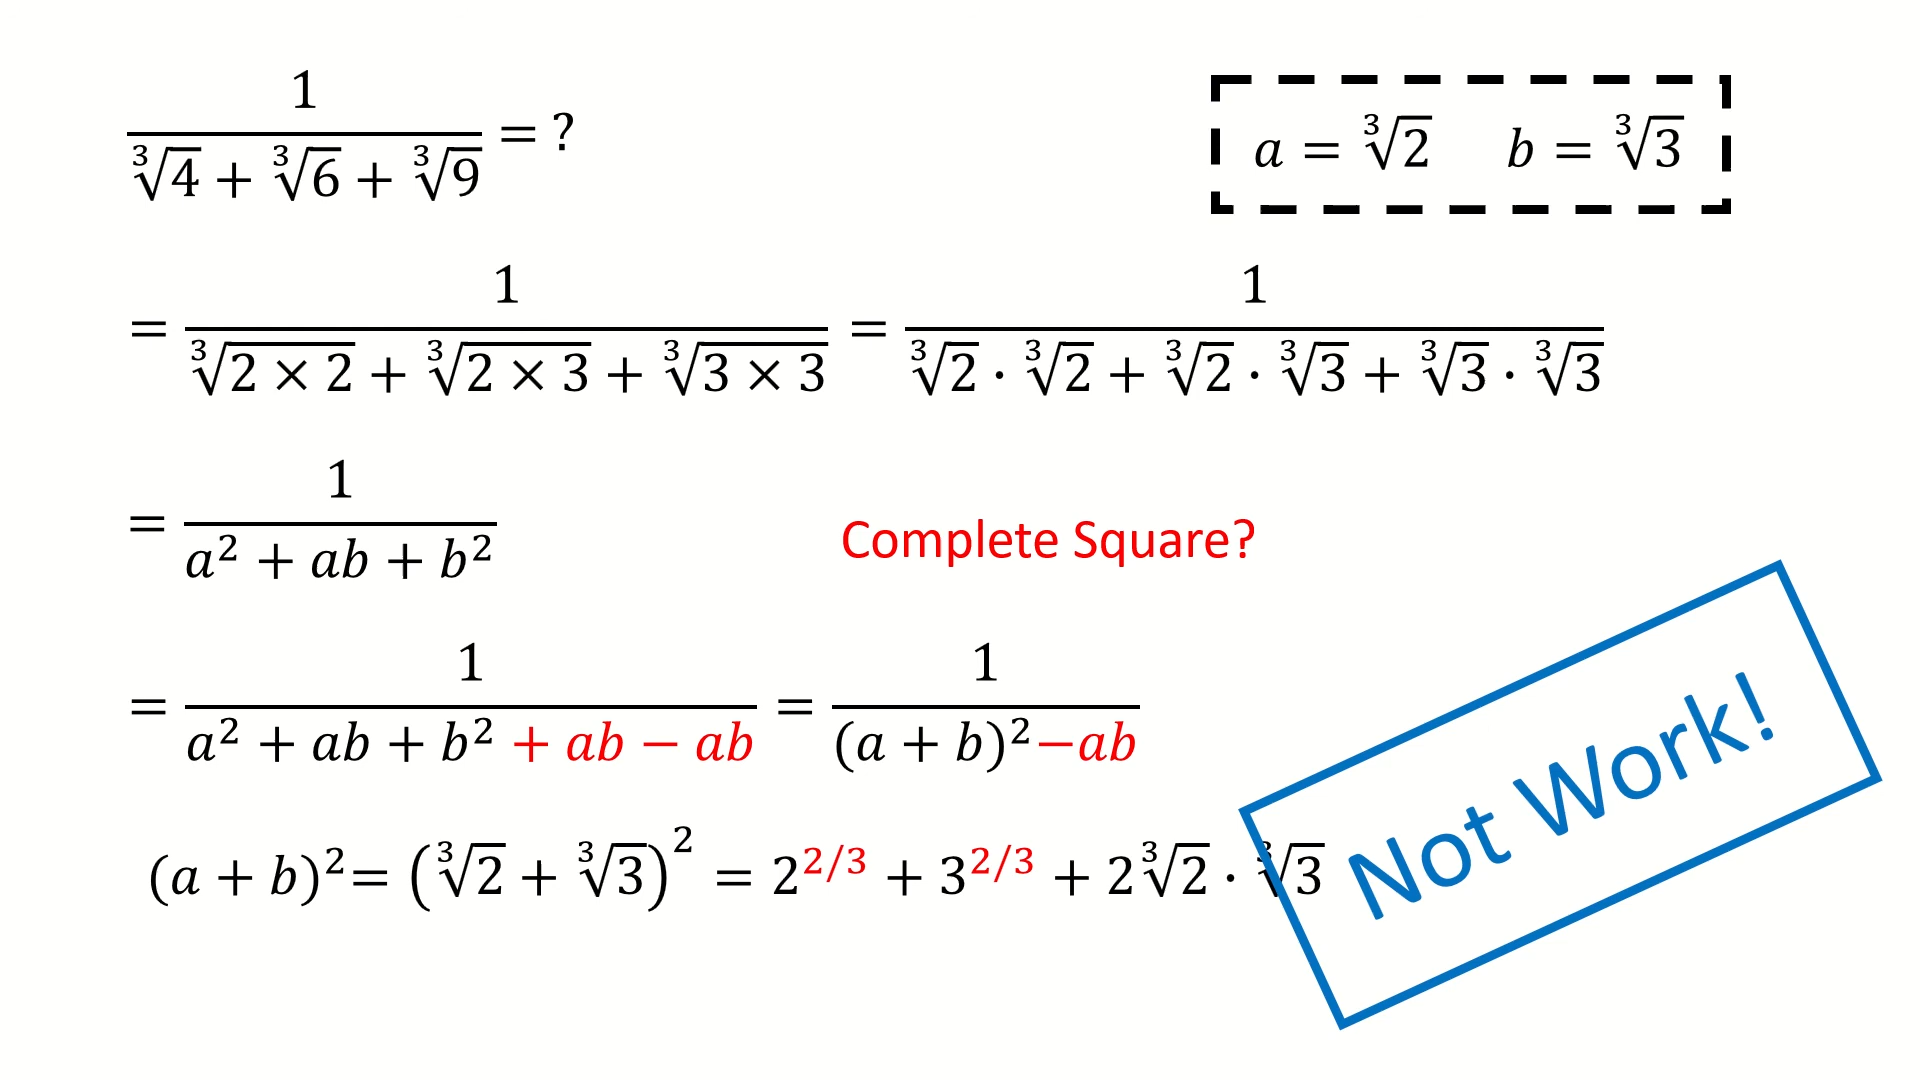 1/(∛4 + ∛6 + ∛9) = ?
a = ∛2 b = ∛3
= 1/(∛(2 × 2) + ∛(2 × 3) + ∛(3 × 3)) = 1/(∛2 · ∛2 + ∛2 · ∛3 + ∛3 · ∛3)
= 1/(a² + ab + b²)
Complete Square?
= 1/(a² + ab + b² + ab − ab) = 1/((a + b)² −ab)
(a + b)² = (∛2 + ∛3)² = 2^(2/3) + 3^(2/3) + 2∛2 · ∛3
Not Work!